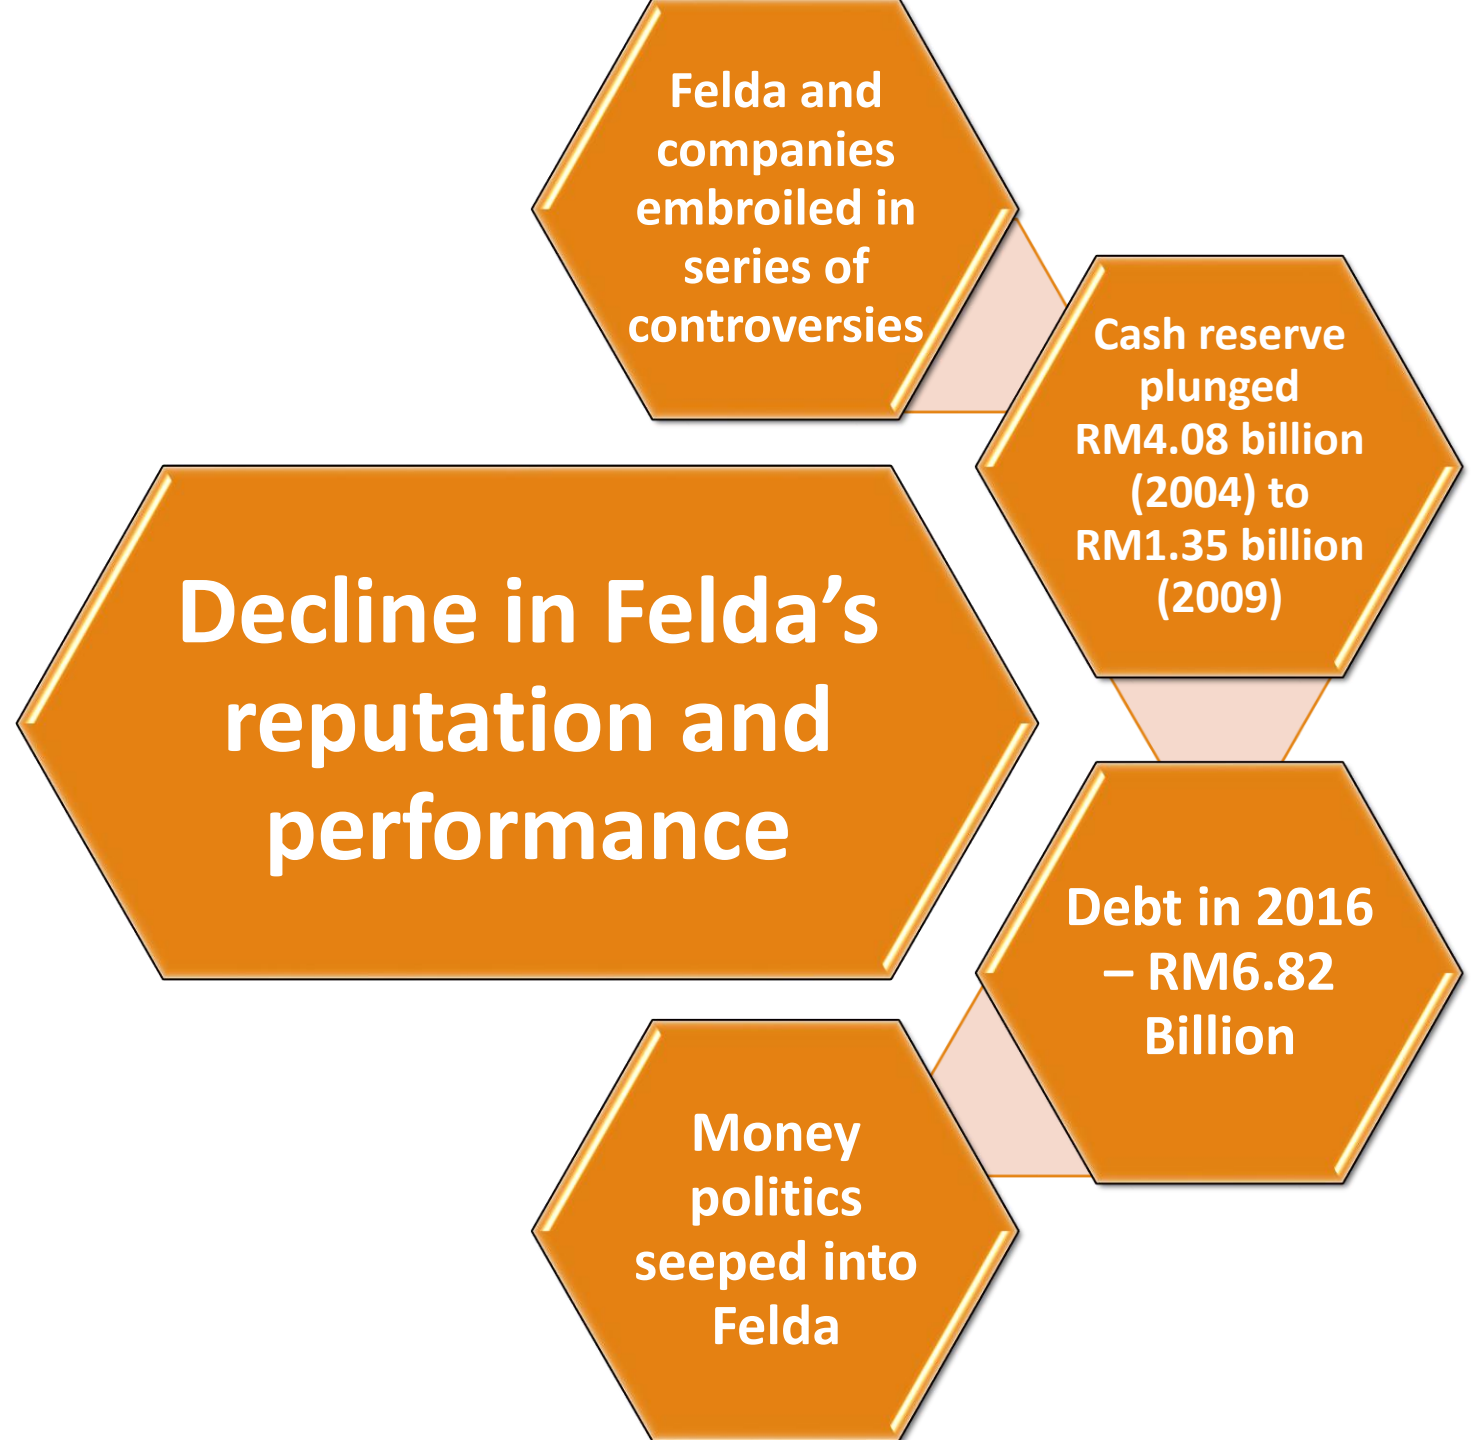 Felda and
companies
embroiled in
series of
controversies
Cash reserve
plunged
RM4.08 billion
(2004) to
RM1.35 billion
(2009)
Decline in Felda’s
reputation and
performance
Debt in 2016
– RM6.82
Billion
Money
politics
seeped into
Felda